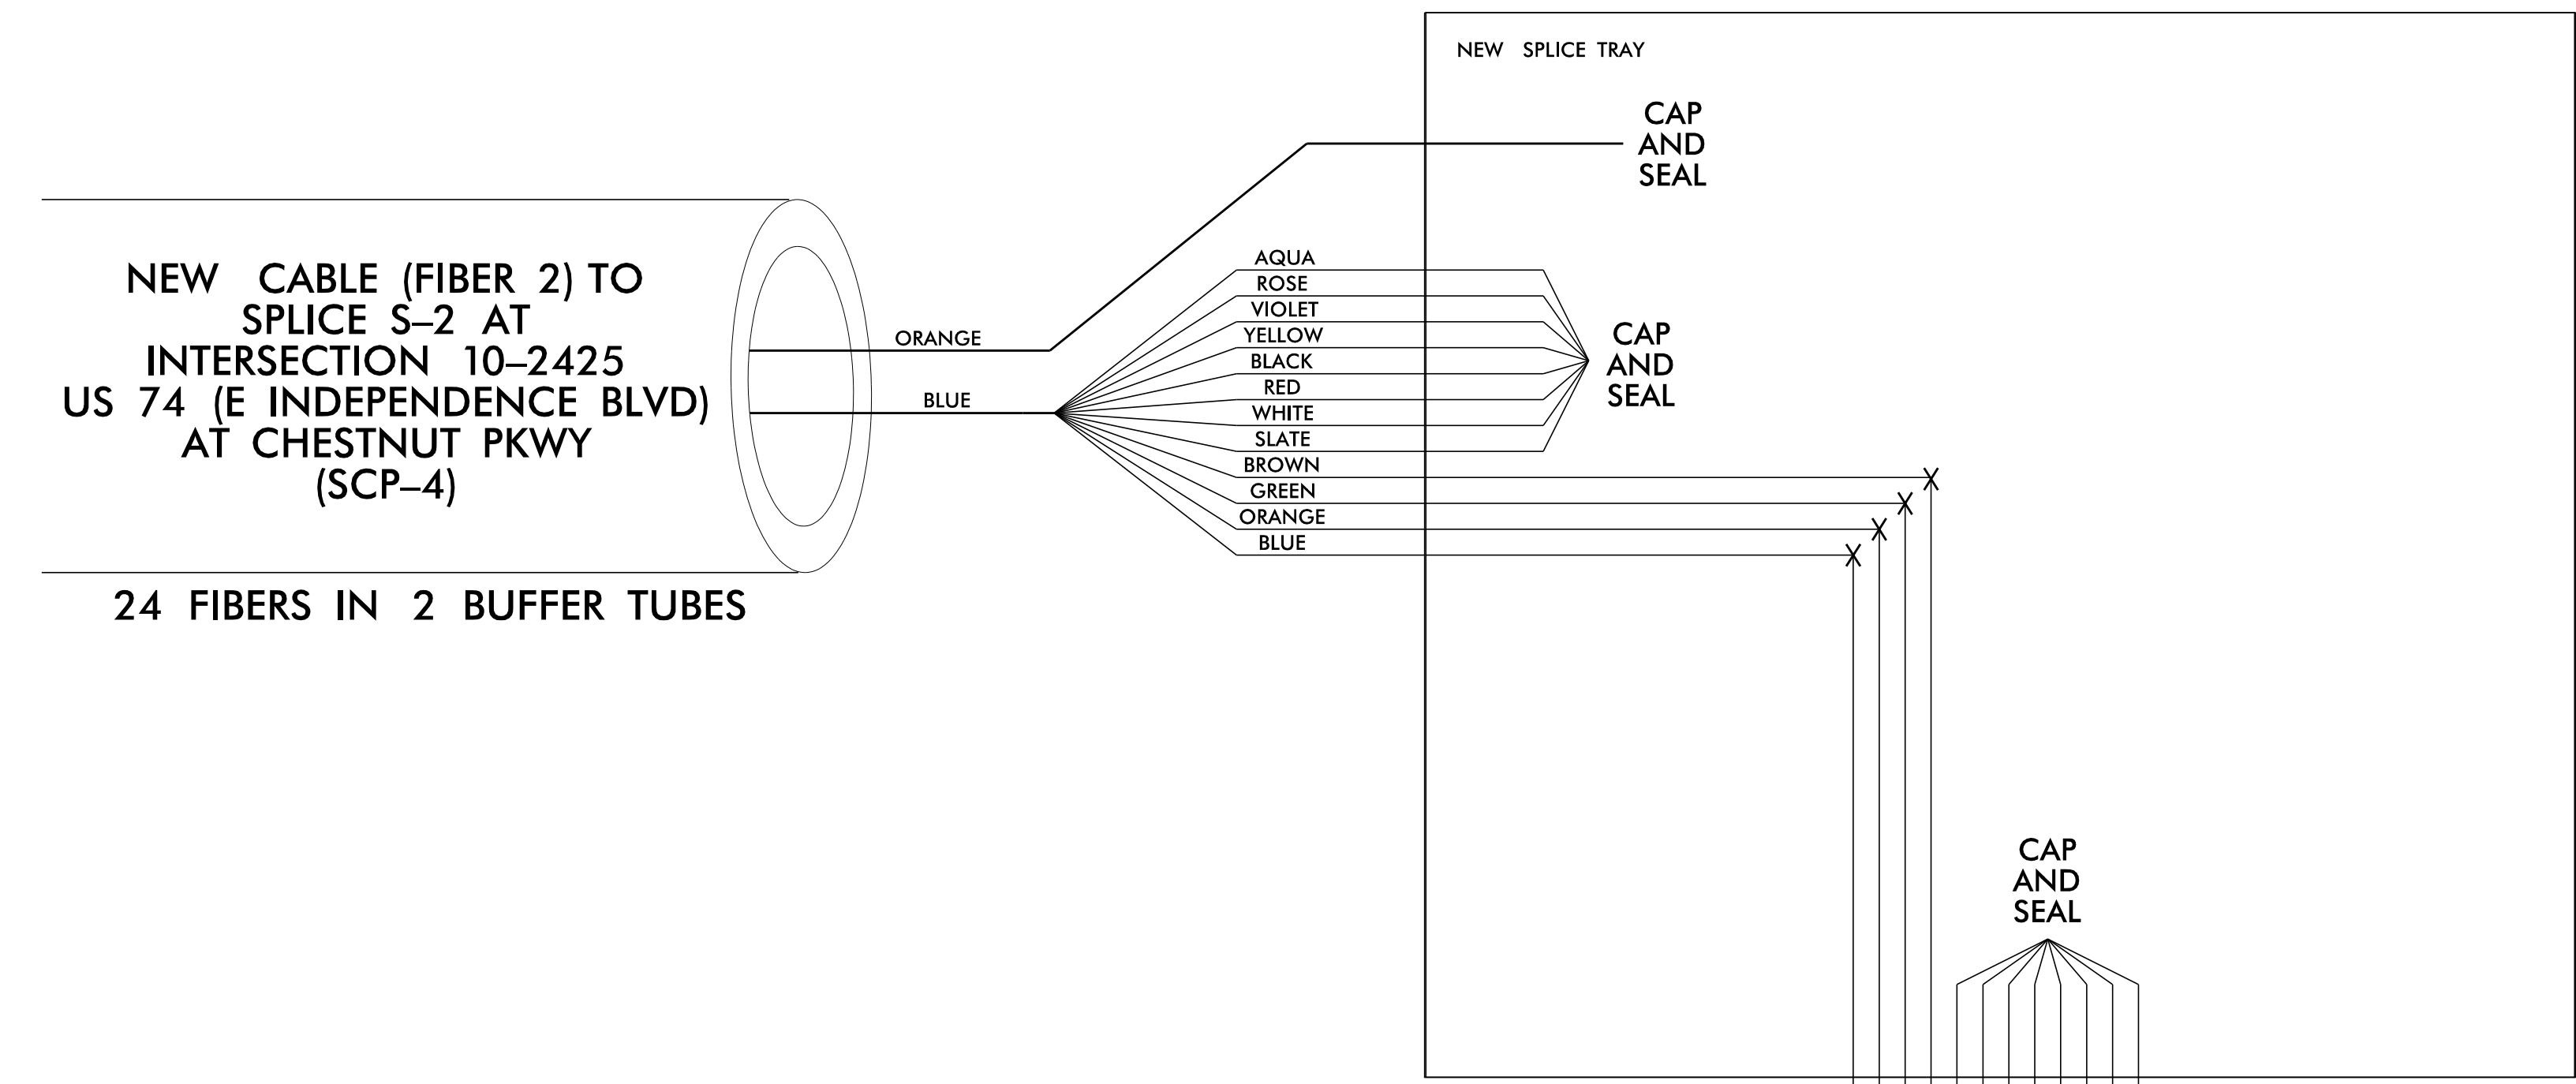 NEW SPLICE TRAY
CAP
AND
SEAL
NEW CABLE (FIBER 2) TO
SPLICE S–2 AT
INTERSECTION 10–2425
US 74 (E INDEPENDENCE BLVD)
AT CHESTNUT PKWY
(SCP–4)
24 FIBERS IN 2 BUFFER TUBES
ORANGE
BLUE
AQUA
ROSE
VIOLET
YELLOW
BLACK
RED
WHITE
SLATE
BROWN
GREEN
ORANGE
BLUE
CAP
AND
SEAL
CAP
AND
SEAL